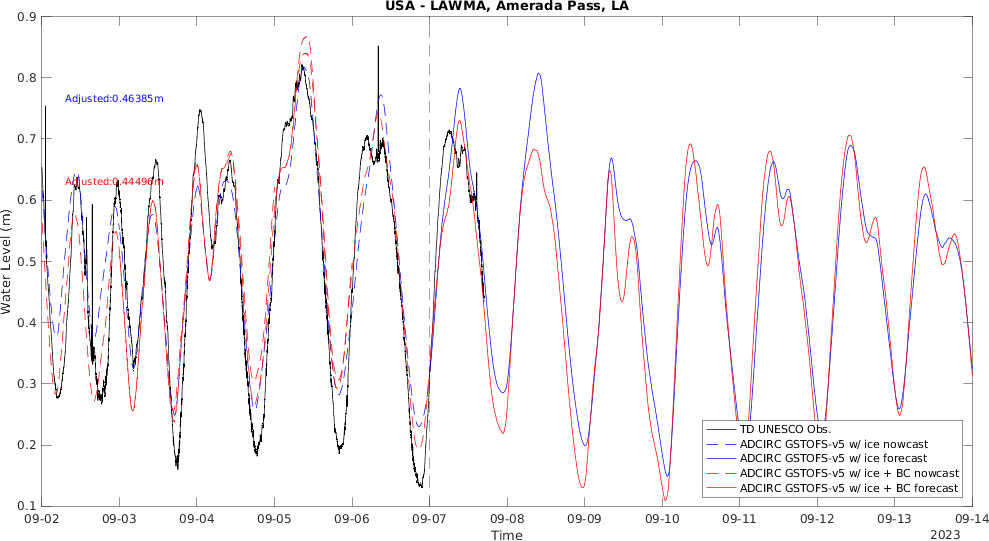 USA - LAWMA, Amerada Pass, LA
0.9
0.8
0.7
0.6
0.5
0.4
0.3
0.2
0.1
Water Level (m)
Adjusted:0.46385m
Adjusted:0.44496m
TD UNESCO Obs.
ADCIRC GSTOFS-v5 w/ ice nowcast
ADCIRC GSTOFS-v5 w/ ice forecast
ADCIRC GSTOFS-v5 w/ ice + BC nowcast
ADCIRC GSTOFS-v5 w/ ice + BC forecast
09-02 09-03 09-04 09-05 09-06 09-07 09-08 09-09 09-10 09-11 09-12 09-13 09-14
Time
2023